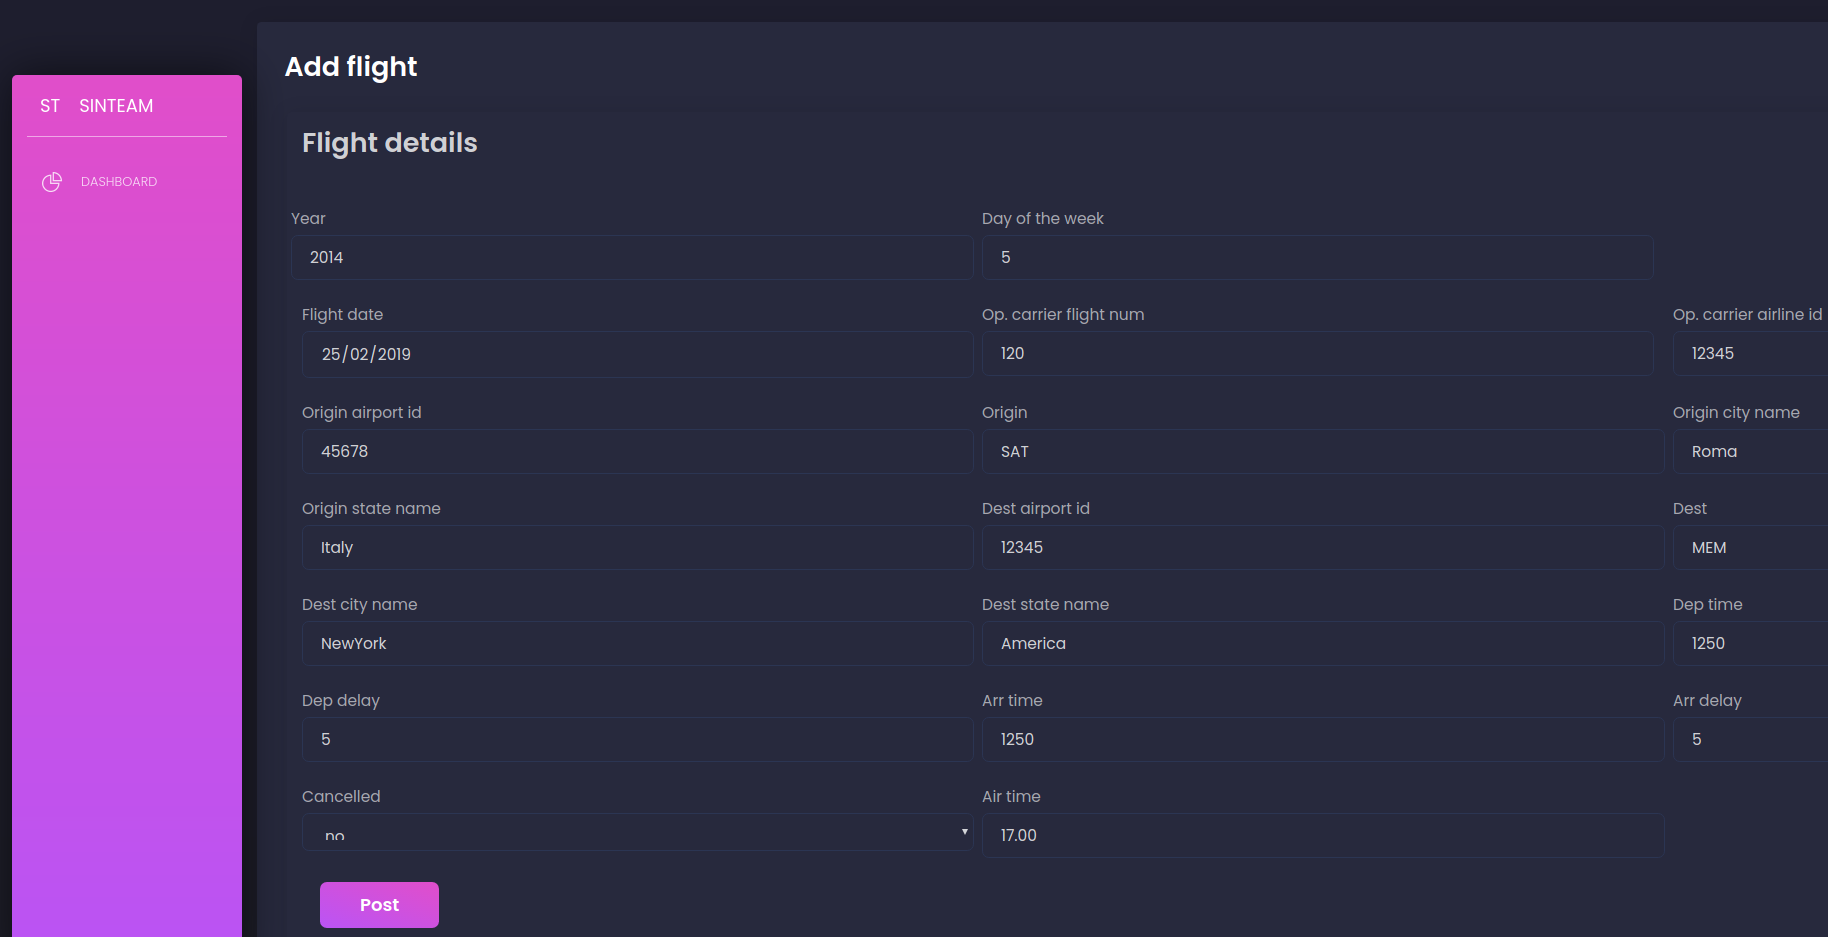 Add flight
ST SINTEAM
DASHBOARD
Flight details
Year Day of the week
2014 5
Flight date Op. carrier flight num Op. carrier airline id
25/02/2019 120 12345
Origin airport id Origin Origin city name
45678 SAT Roma
Origin state name Dest airport id Dest
Italy 12345 MEM
Dest city name Dest state name Dep time
NewYork America 1250
Dep delay Arr time Arr delay
5 1250 5
Cancelled Air time
no 17.00
Post